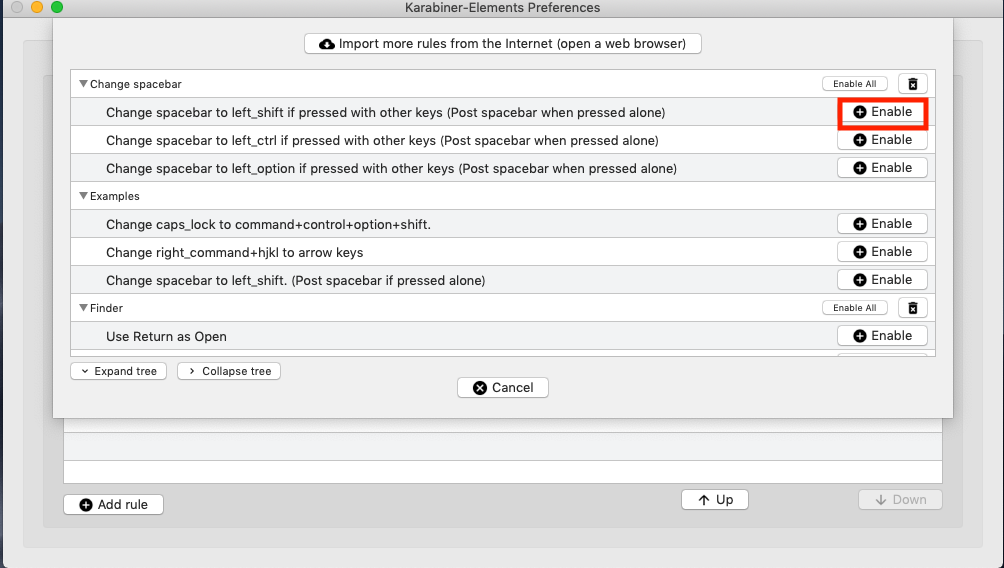 Karabiner-Elements Preferences
Import more rules from the Internet (open a web browser)
Change spacebar Enable All
Change spacebar to left_shift if pressed with other keys (Post spacebar when pressed alone) Enable
Change spacebar to left_ctrl if pressed with other keys (Post spacebar when pressed alone) Enable
Change spacebar to left_option if pressed with other keys (Post spacebar when pressed alone) Enable
Examples
Change caps_lock to command+control+option+shift. Enable
Change right_command+hjkl to arrow keys Enable
Change spacebar to left_shift. (Post spacebar if pressed alone) Enable
Finder Enable All
Use Return as Open Enable
Expand tree Collapse tree
Cancel
Add rule Up Down